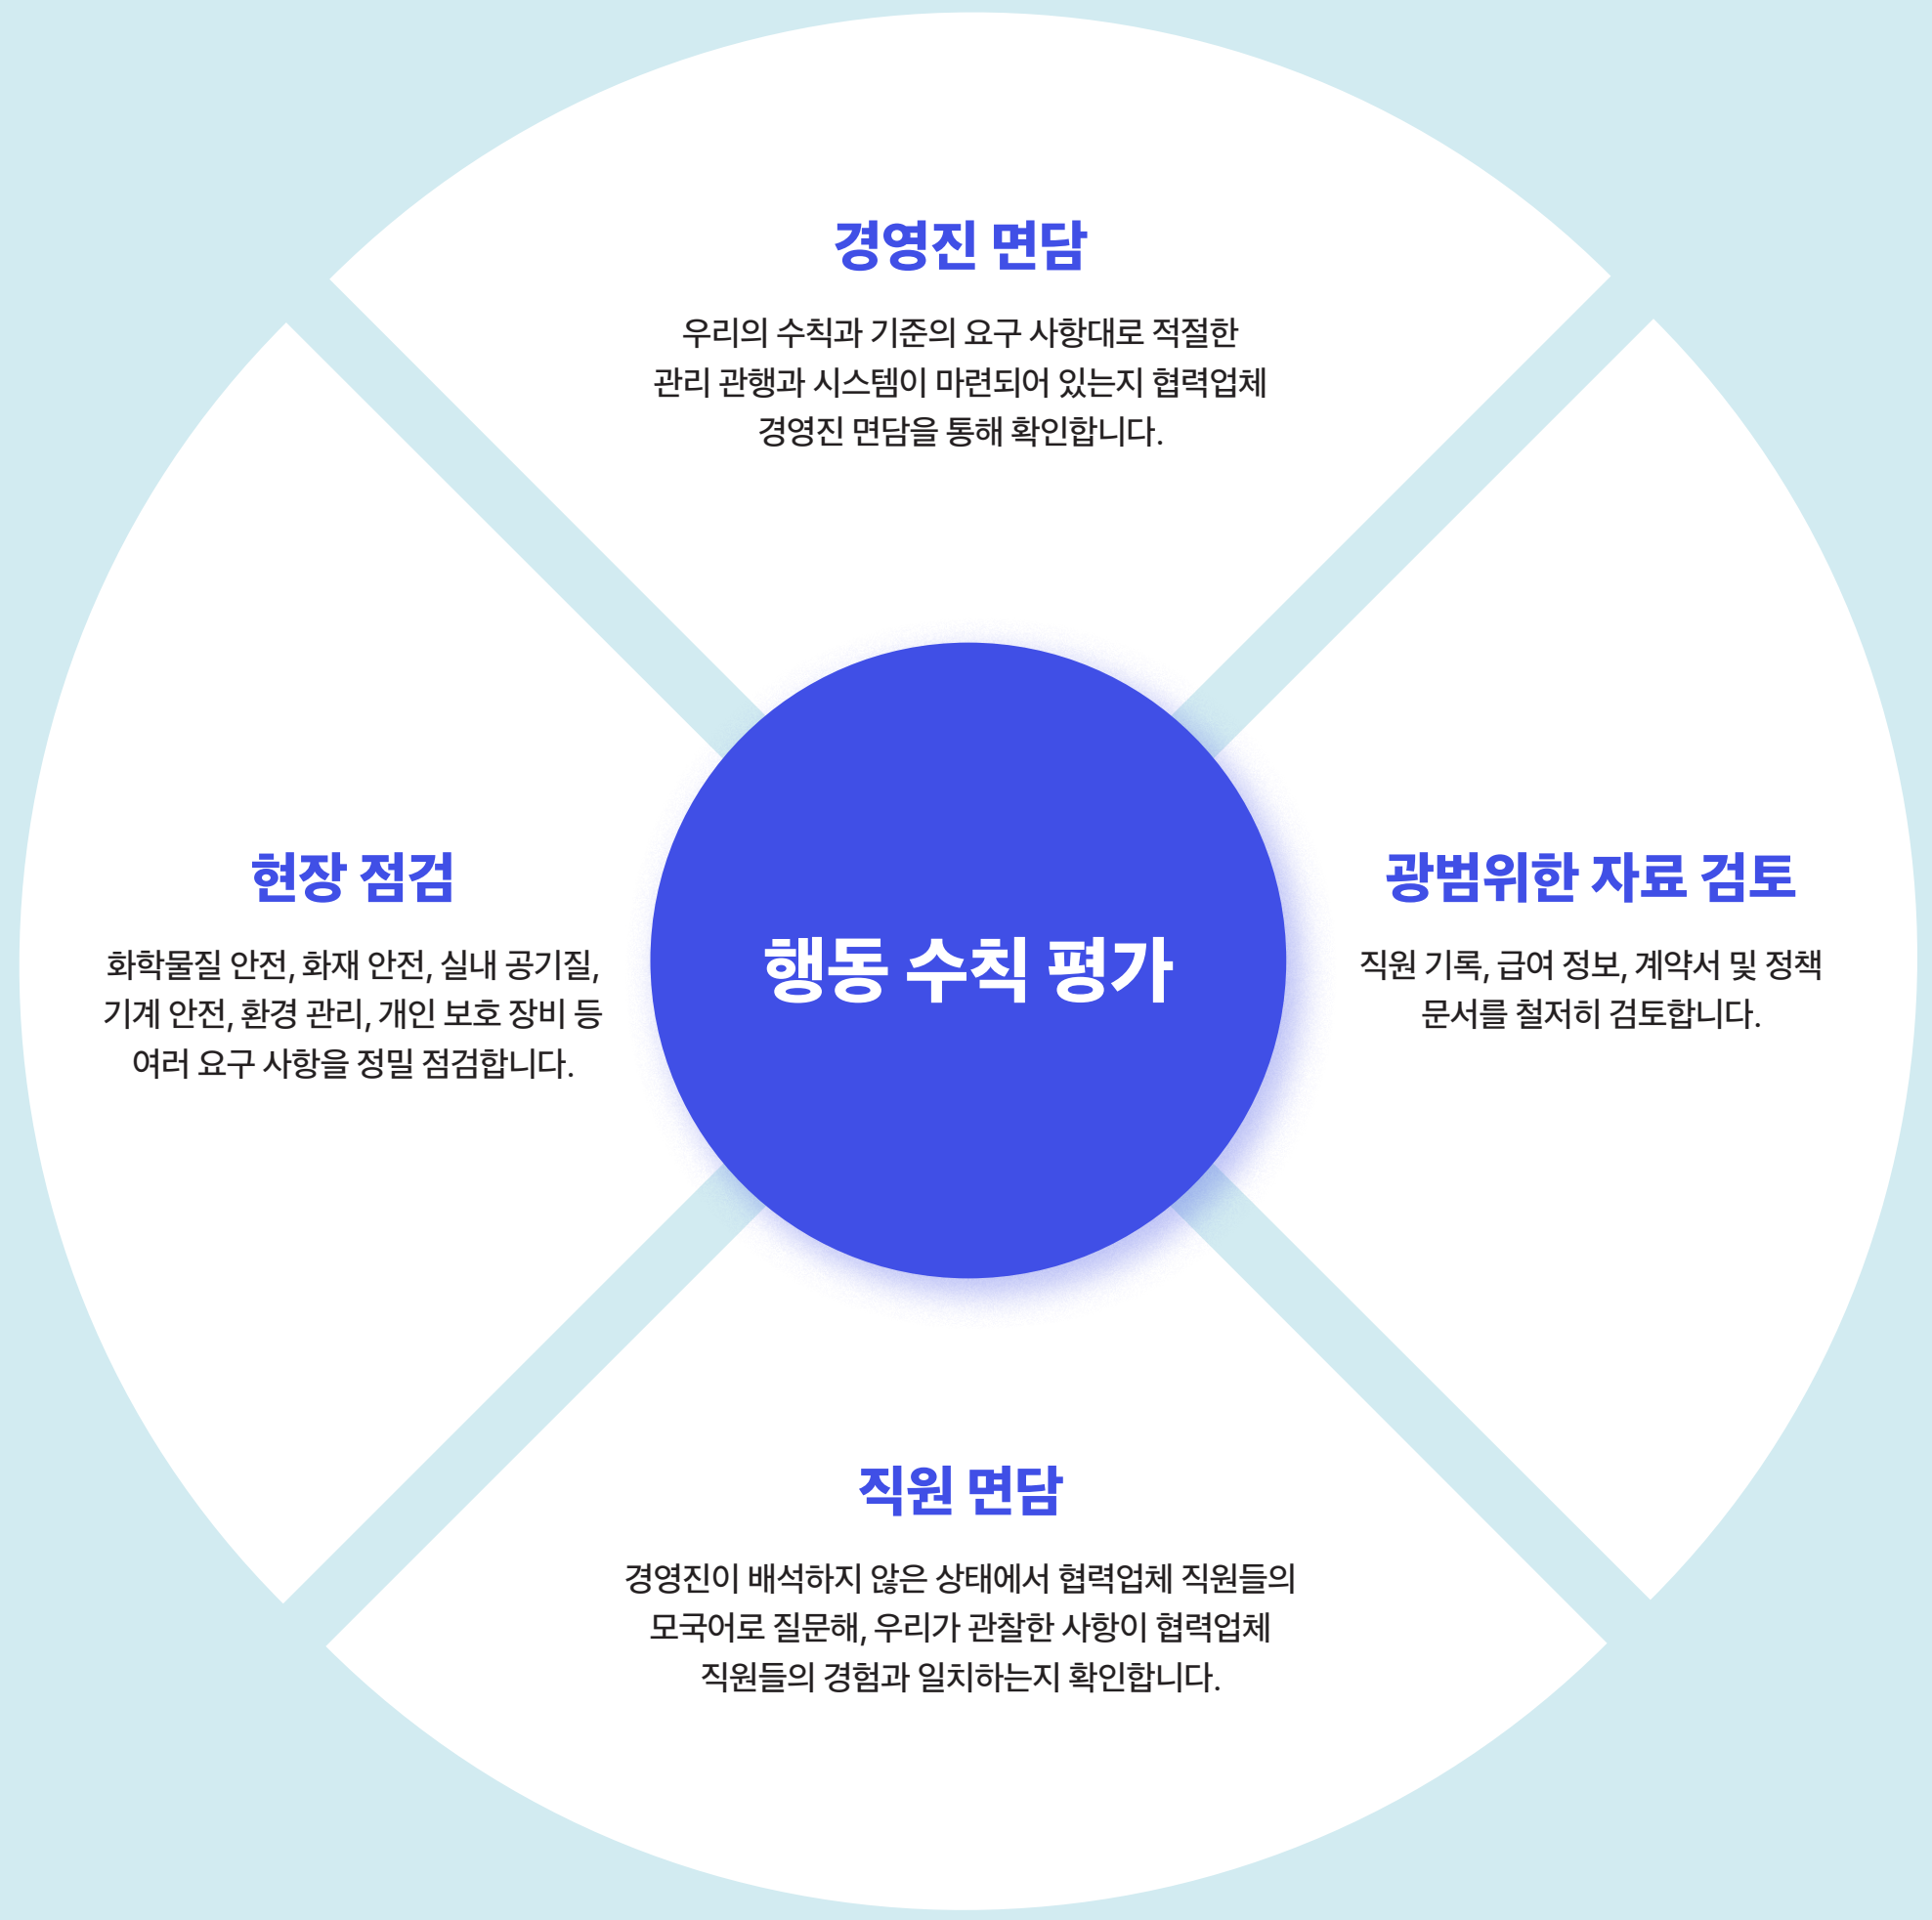 경영진 면담
우리의 수칙과 기준의 요구 사항대로 적절한
관리 관행과 시스템이 마련되어 있는지 협력업체
경영진 면담을 통해 확인합니다.
현장 점검
화학물질 안전, 화재 안전, 실내 공기질,
기계 안전, 환경 관리, 개인 보호 장비 등
여러 요구 사항을 정밀 점검합니다.
행동 수칙 평가
광범위한 자료 검토
직원 기록, 급여 정보, 계약서 및 정책
문서를 철저히 검토합니다.
직원 면담
경영진이 배석하지 않은 상태에서 협력업체 직원들의
모국어로 질문해, 우리가 관찰한 사항이 협력업체
직원들의 경험과 일치하는지 확인합니다.